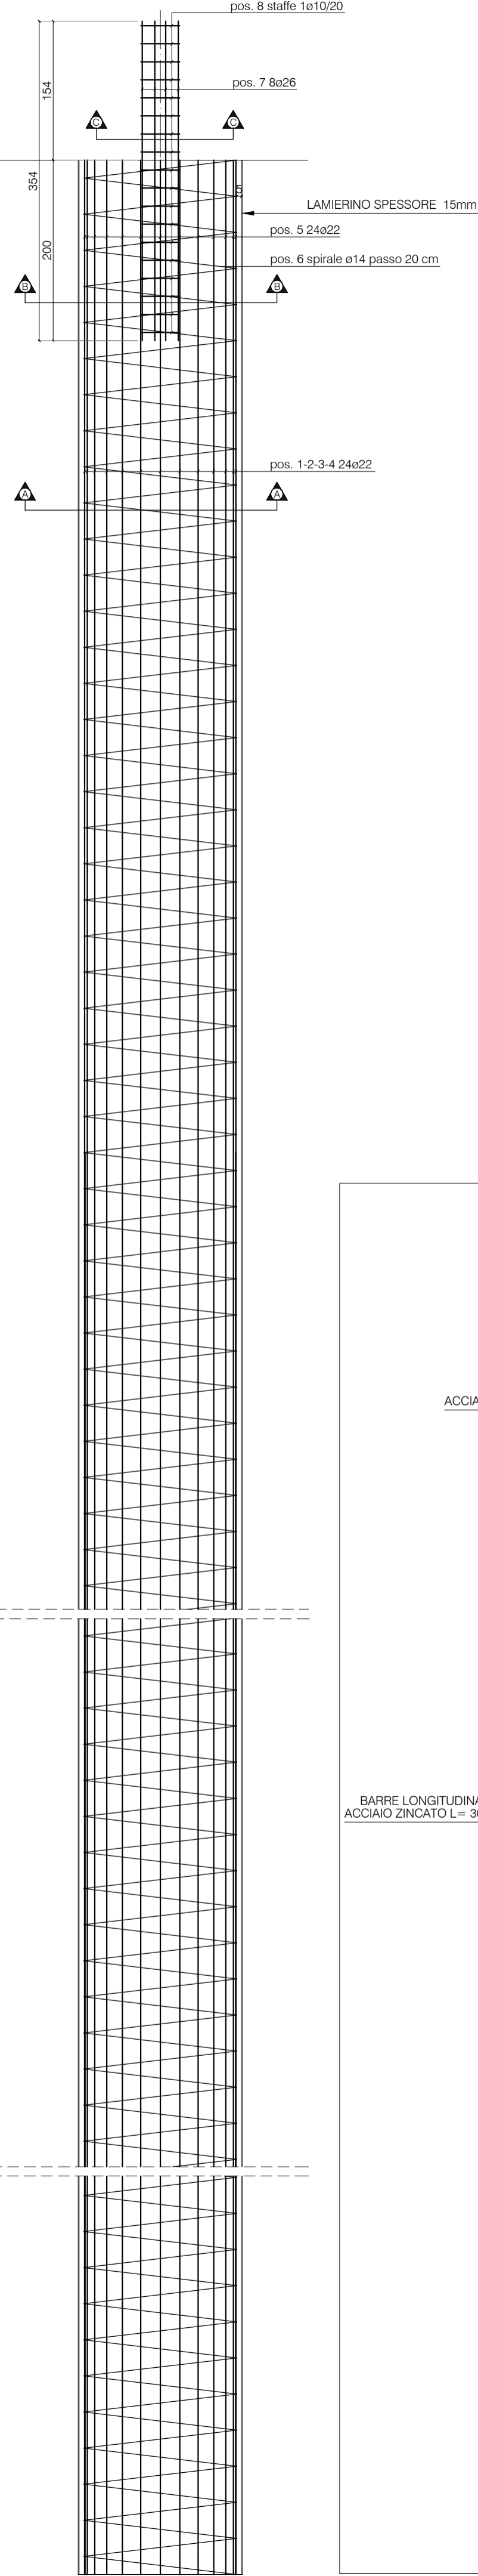 pos. 8 staffe 1ø10/20
154
pos. 7 8ø26
C C
354
5
LAMIERINO SPESSORE 15mm
pos. 5 24ø22
200
pos. 6 spirale ø14 passo 20 cm
B B
pos. 1-2-3-4 24ø22
A A
ACCIA
BARRE LONGITUDINA
ACCIAIO ZINCATO L= 3